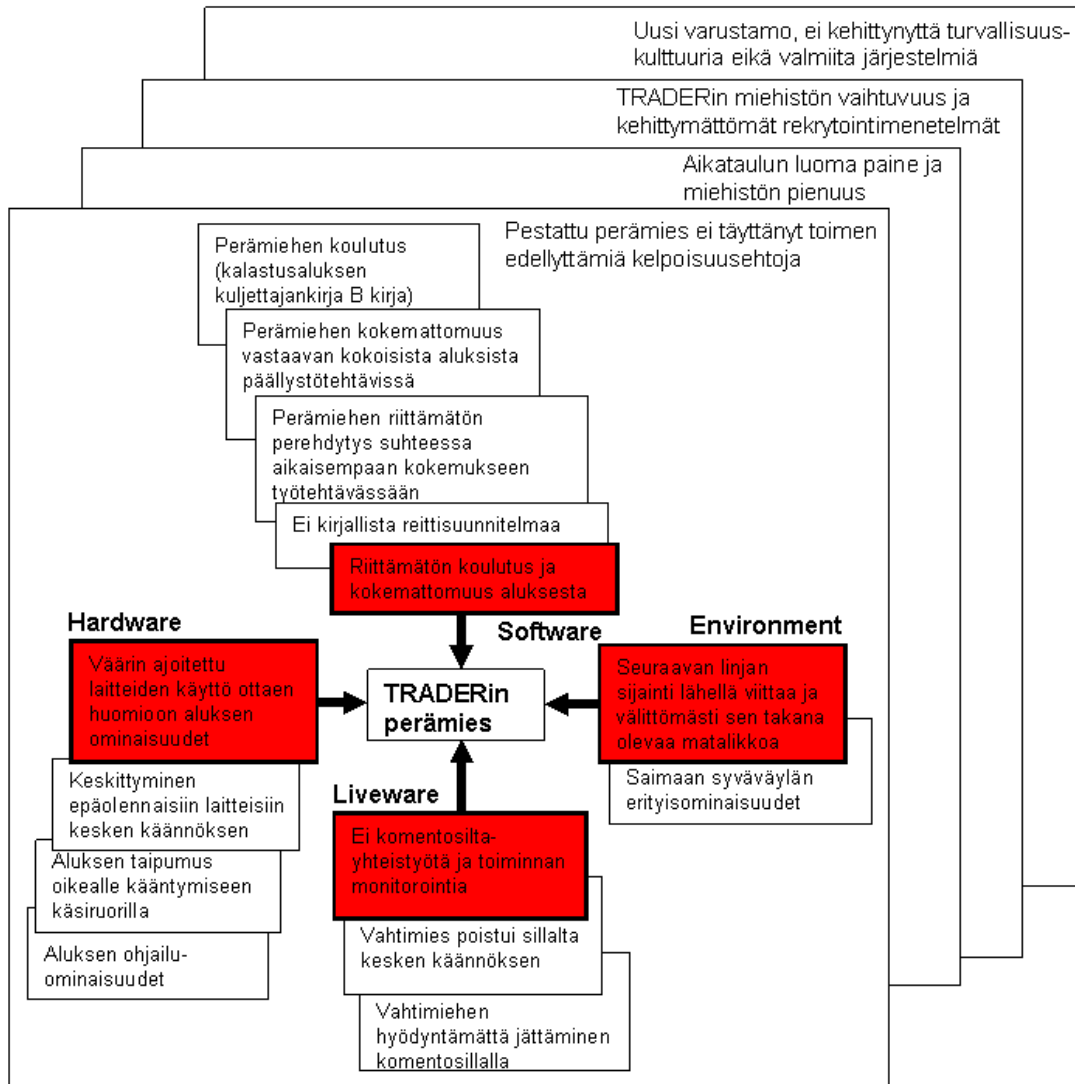 Uusi varustamo, ei kehittynyttä turvallisuus-
kulttuuria eikä valmiita järjestelmiä
TRADERin miehistön vaihtuvuus ja
kehittymättömät rekrytointimenetelmät
Aikataulun luoma paine ja
miehistön pienuus
Pestattu perämies ei täyttänyt toimen
edellyttämiä kelpoisuusehtoja
Perämiehen koulutus
(kalastusaluksen
kuljettajankirja B kirja)
Perämiehen kokemattomuus
vastaavan kokoisista aluksista
päällystötehtävissä
Perämiehen riittämätön
perehdytys suhteessa
aikaisempaan kokemukseen
työtehtävässään
Ei kirjallista reittisuunnitelmaa
Riittämätön koulutus ja
kokemattomuus aluksesta
Hardware
Software
Environment
Väärin ajoitettu
laitteiden käyttö ottaen
huomioon aluksen
ominaisuudet
TRADERin
perämies
Seuraavan linjan
sijainti lähellä viittaa ja
välittömästi sen takana
olevaa matalikkoa
Keskittyminen
epäolennaisiin laitteisiin
kesken käännöksen
Aluksen taipumus
oikealle kääntymiseen
käsiruorilla
Aluksen ohjailu-
ominaisuudet
Liveware
Ei komentosilta-
yhteistyötä ja toiminnan
monitorointia
Vahtimies poistui sillalta
kesken käännöksen
Vahtimiehen
hyödyntämättä jättäminen
komentosillalla
Saimaan syväväylän
erityisominaisuudet